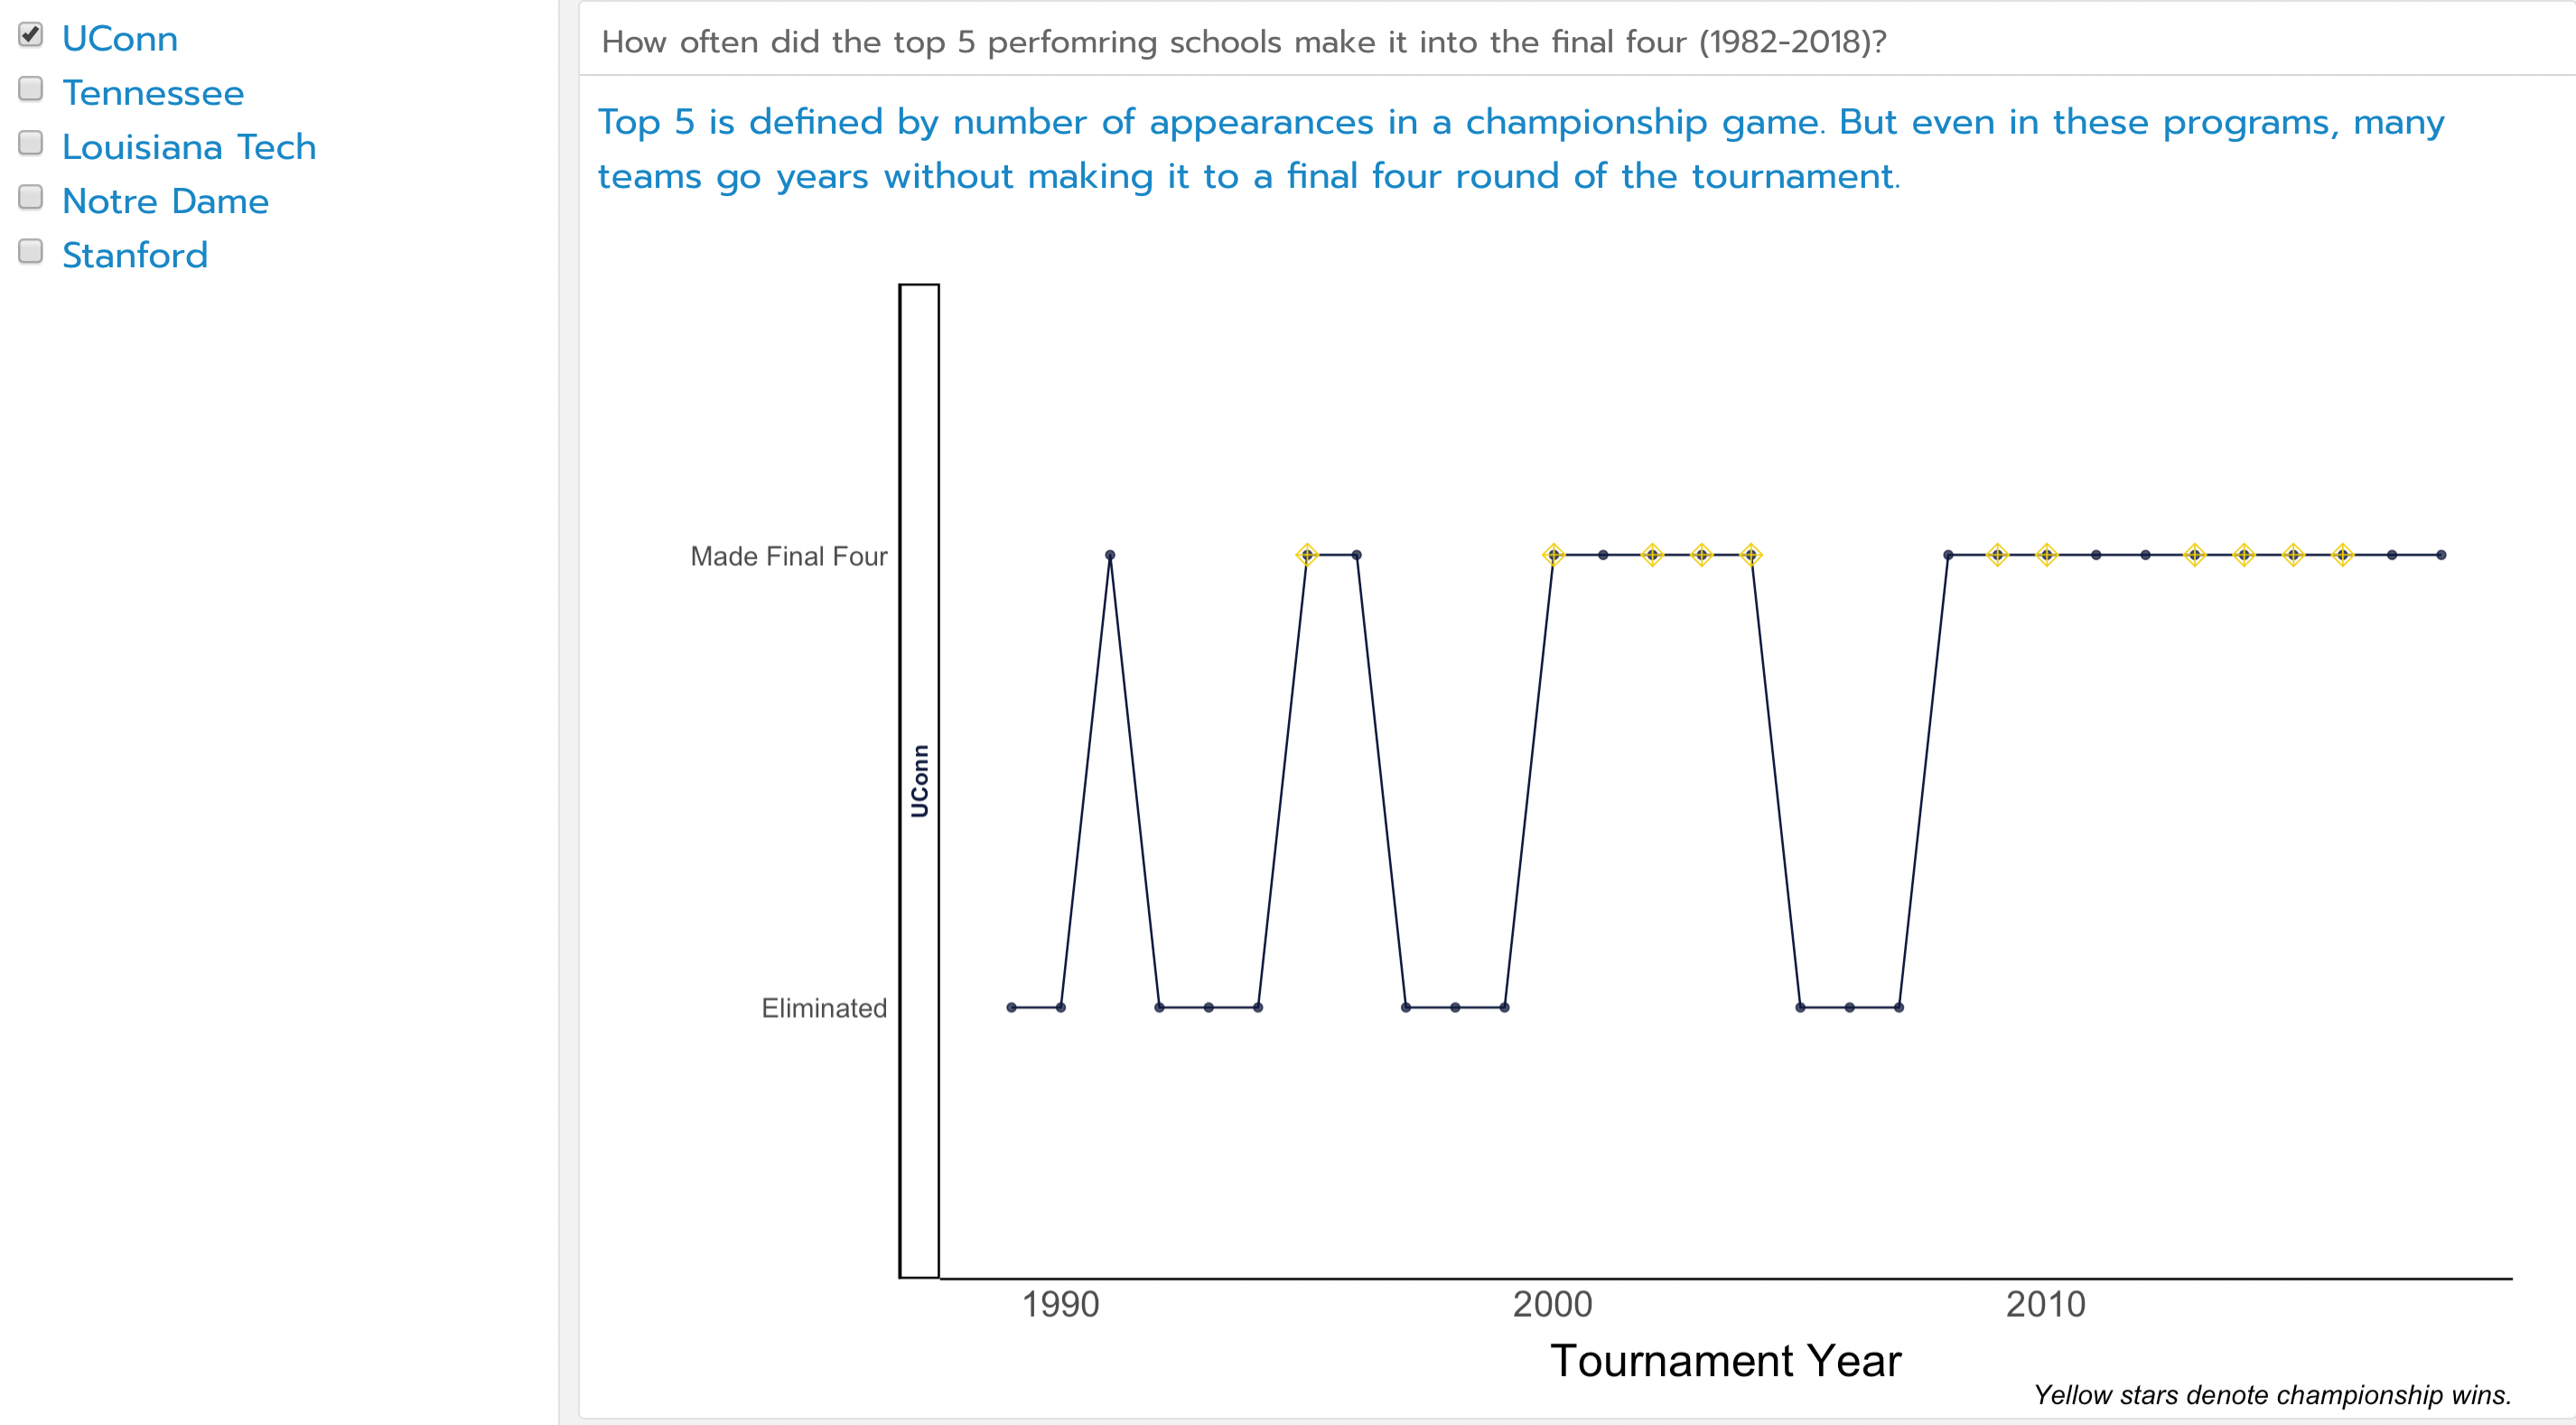 UConn
Tennessee
Louisiana Tech
Notre Dame
Stanford
How often did the top 5 perfomring schools make it into the final four (1982-2018)?
Top 5 is defined by number of appearances in a championship game. But even in these programs, many
teams go years without making it to a final four round of the tournament.
Made Final Four
UConn
Eliminated
1990 2000 2010
Tournament Year
Yellow stars denote championship wins.